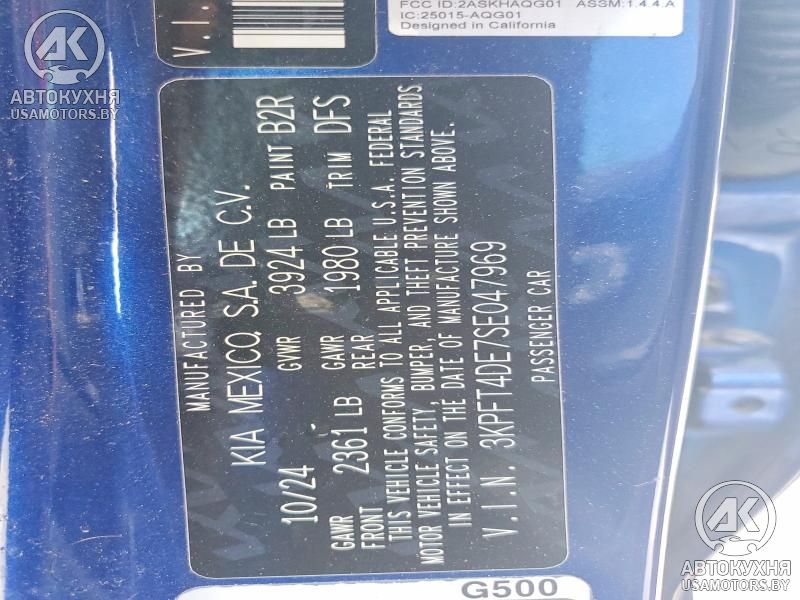 FCC ID:2ASKHAQG01 ASSM:1.4.4.A
IC:25015-AQG01
Designed in California
V.I.
MANUFACTURED BY
KIA MEXICO, S.A. DE C.V.
10/24 GVWR 3924 LB PAINT B2R
GAWR FRONT 2361 LB GAWR REAR 1980 LB TRIM DFS
THIS VEHICLE CONFORMS TO ALL APPLICABLE U.S.A. FEDERAL
MOTOR VEHICLE SAFETY, BUMPER, AND THEFT PREVENTION STANDARDS
IN EFFECT ON THE DATE OF MANUFACTURE SHOWN ABOVE.
V.I.N. 3KPFT4DE7SE047969
PASSENGER CAR
G500
АК
АВТОКУХНЯ
USAMOTORS.BY
АК
АВТОКУХНЯ
USAMOTORS.BY